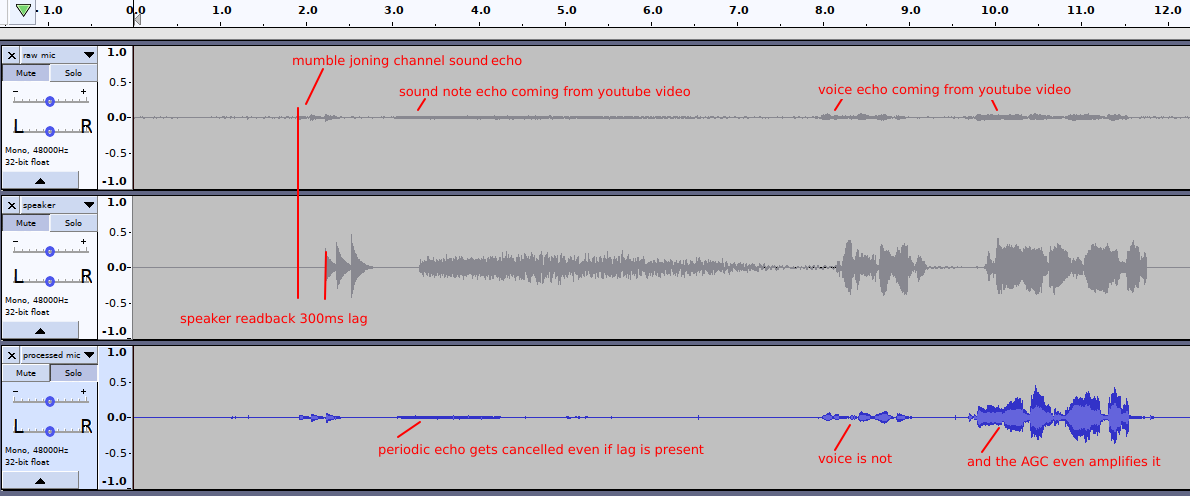 1.0 0.0 1.0 2.0 3.0 4.0 5.0 6.0 7.0 8.0 9.0 10.0 11.0 12.0
raw mic
Mute Solo
- +
L R
Mono, 48000Hz
32-bit float
1.0
0.5-
0.0-
-0.5-
-1.0
mumble joning channel sound echo
sound note echo coming from youtube video
voice echo coming from youtube video
speaker
Mute Solo
- +
L R
Mono, 48000Hz
32-bit float
1.0
0.5-
0.0-
-0.5-
-1.0
speaker readback 300ms lag
processed mic
Mute Solo
- +
L R
Mono, 48000Hz
32-bit float
1.0
0.5-
0.0-
-0.5-
-1.0
periodic echo gets cancelled even if lag is present
voice is not
and the AGC even amplifies it